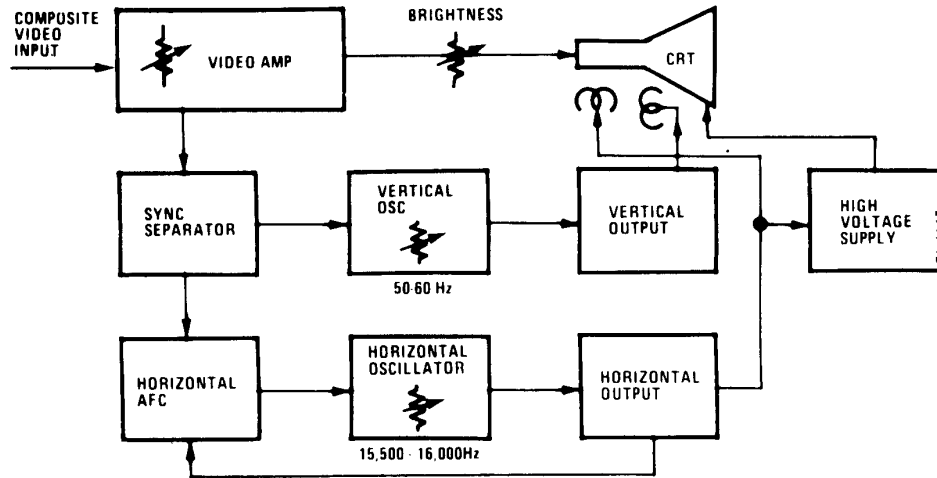 COMPOSITE
VIDEO
INPUT
VIDEO AMP
BRIGHTNESS
CRT
SYNC
SEPARATOR
VERTICAL
OSC
50-60 Hz
VERTICAL
OUTPUT
HIGH
VOLTAGE
SUPPLY
HORIZONTAL
AFC
HORIZONTAL
OSCILLATOR
15,500 - 16,000Hz
HORIZONTAL
OUTPUT